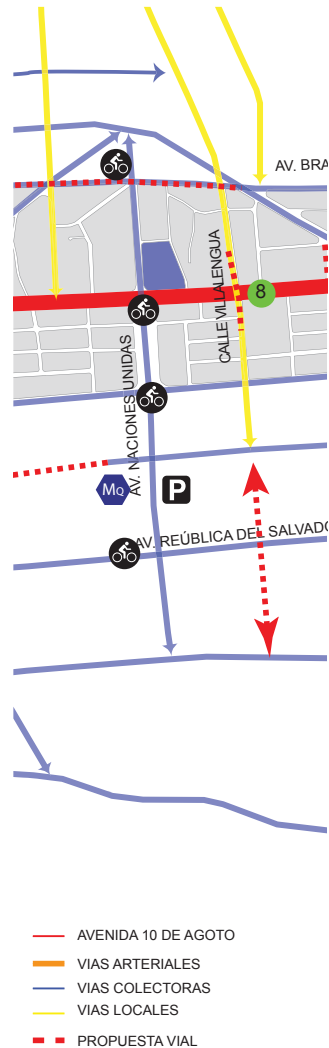 AV. BRA
CALLE VILLALENGUA
8
AV. NACIONES UNIDAS
MQ
P
AV. REÚBLICA DEL SALVADO
AVENIDA 10 DE AGOTO
VIAS ARTERIALES
VIAS COLECTORAS
VIAS LOCALES
PROPUESTA VIAL